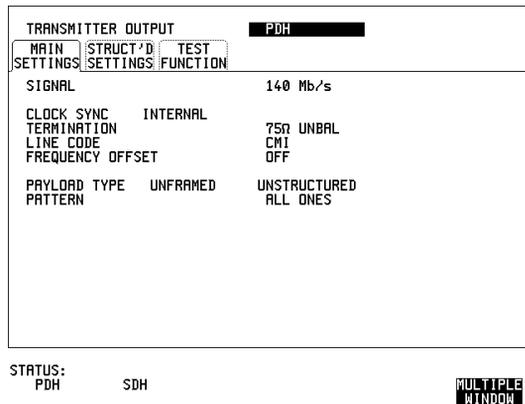 TRANSMITTER OUTPUT PDH
MAIN SETTINGS STRUCT'D SETTINGS TEST FUNCTION
SIGNAL 140 Mb/s
CLOCK SYNC INTERNAL
TERMINATION 75Ω UNBAL
LINE CODE CMI
FREQUENCY OFFSET OFF
PAYLOAD TYPE UNFRAMED UNSTRUCTURED
PATTERN ALL ONES
STATUS:
PDH SDH
MULTIPLE
WINDOW